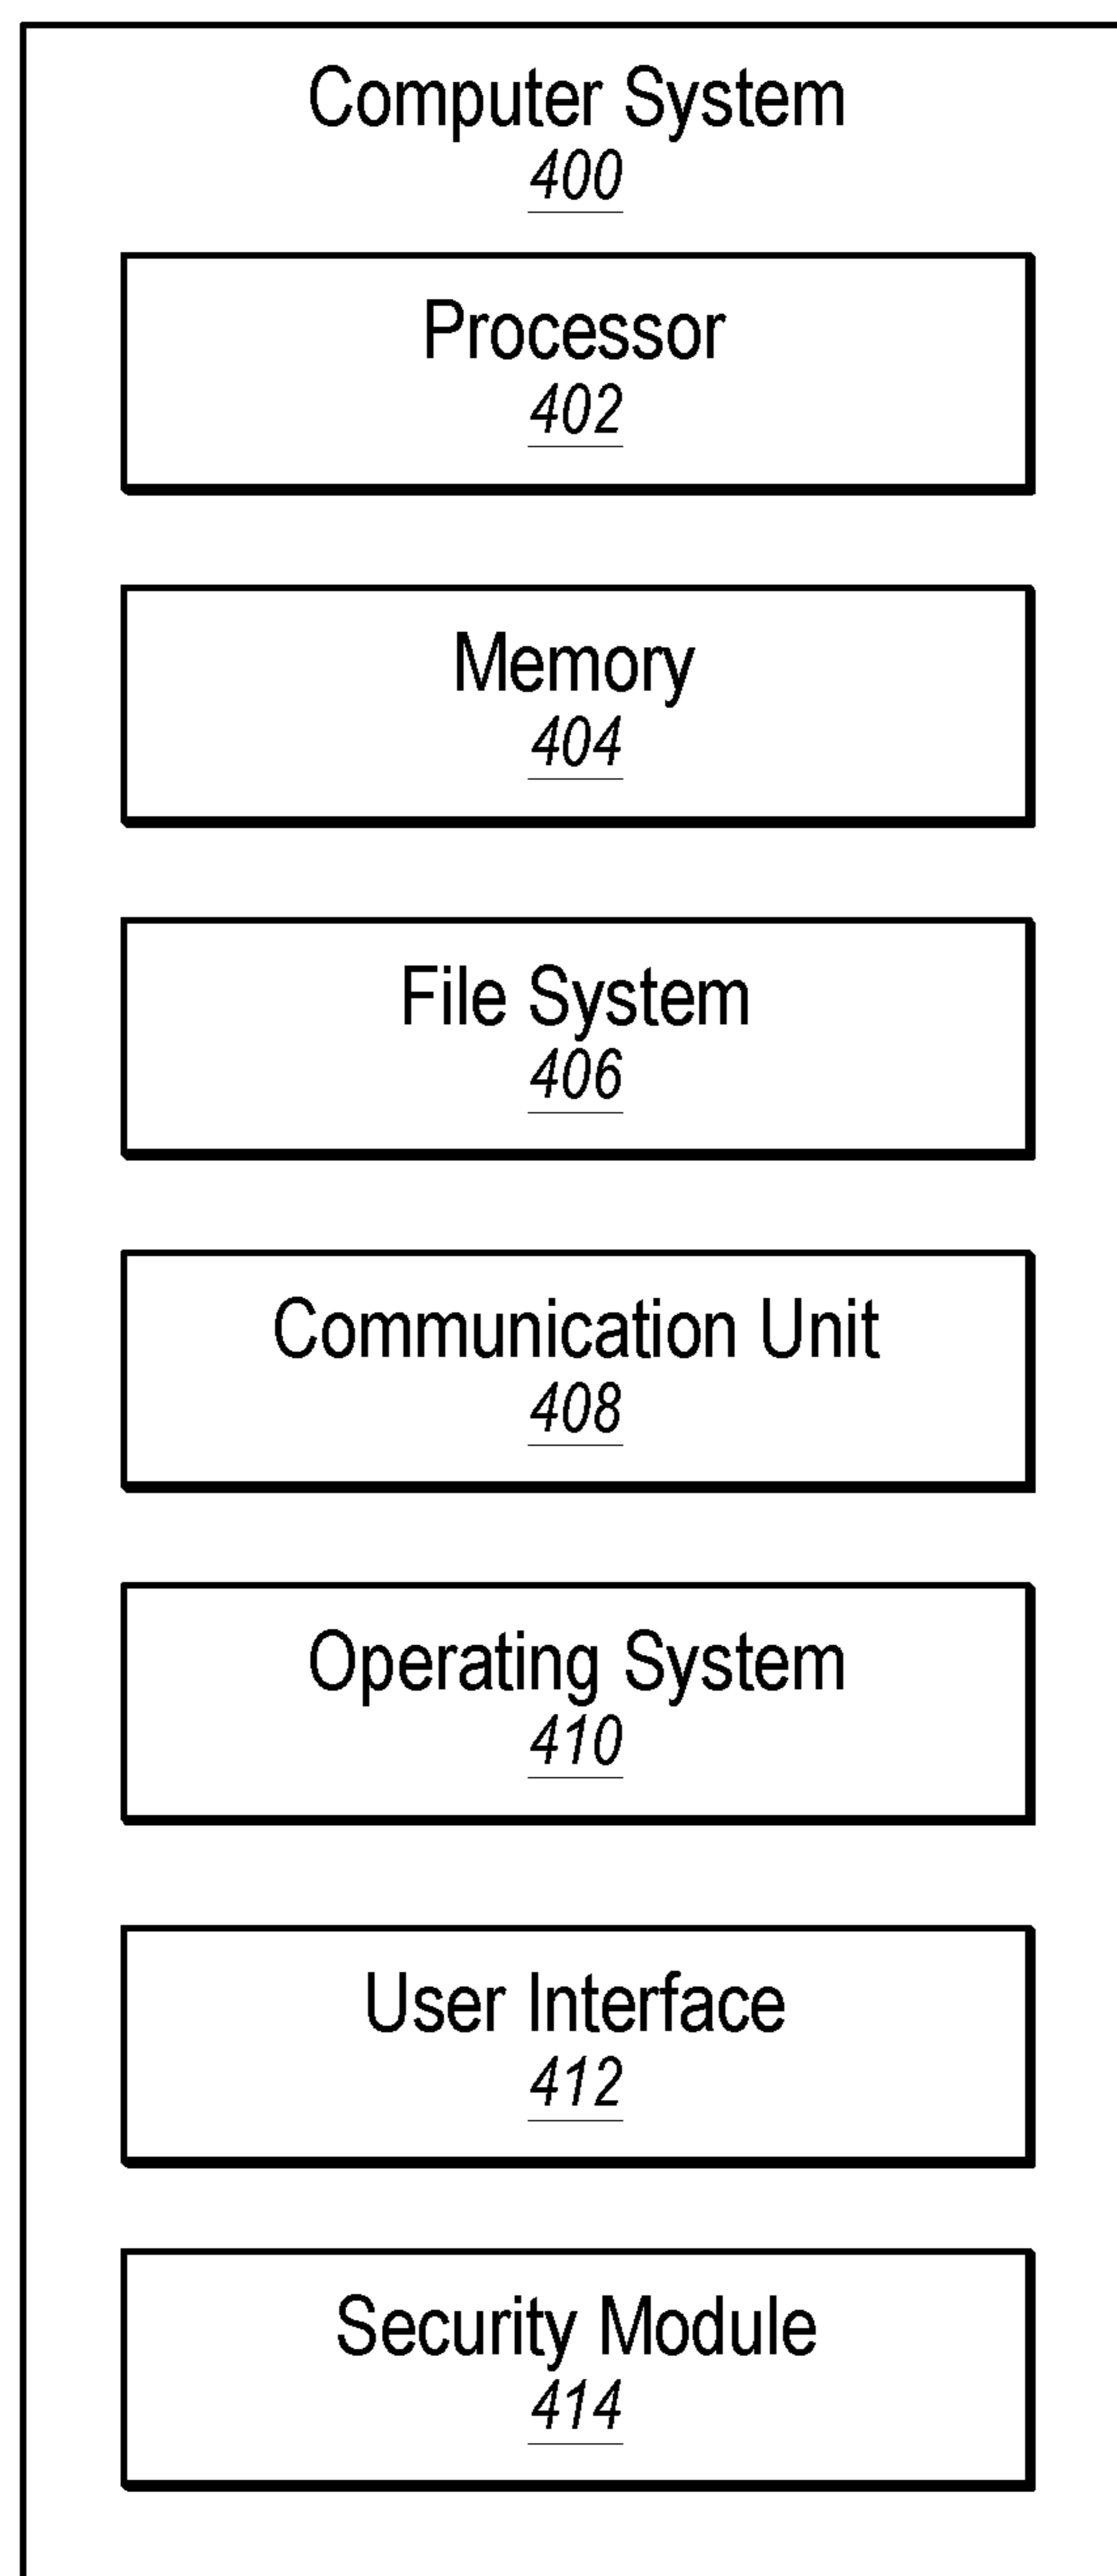 Computer System
400
Processor
402
Memory
404
File System
406
Communication Unit
408
Operating System
410
User Interface
412
Security Module
414